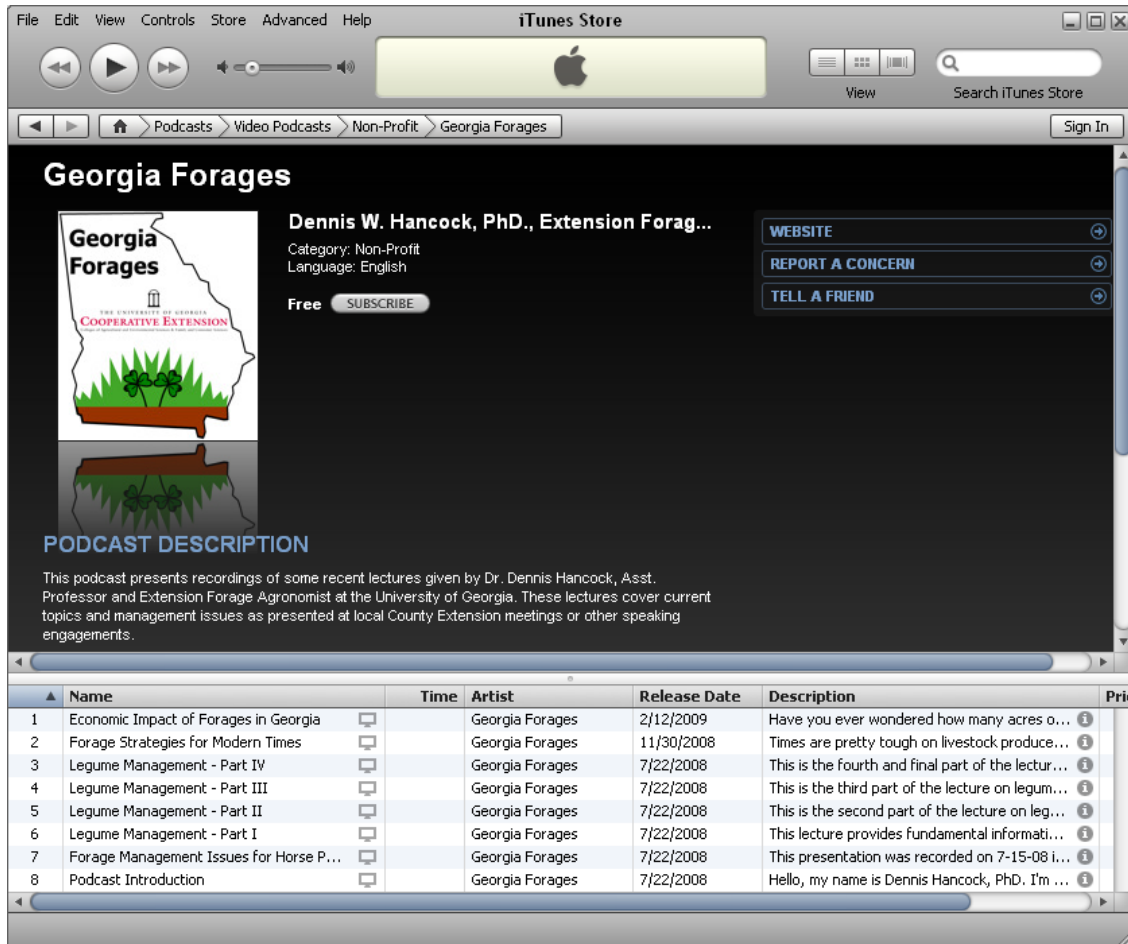 File Edit View Controls Store Advanced Help iTunes Store
View Search iTunes Store
Podcasts Video Podcasts Non-Profit Georgia Forages Sign In
Georgia Forages
Georgia
Forages
THE UNIVERSITY OF GEORGIA
COOPERATIVE EXTENSION
Dennis W. Hancock, PhD., Extension Forag...
Category: Non-Profit
Language: English
Free SUBSCRIBE
WEBSITE
REPORT A CONCERN
TELL A FRIEND
PODCAST DESCRIPTION
This podcast presents recordings of some recent lectures given by Dr. Dennis Hancock, Asst.
Professor and Extension Forage Agronomist at the University of Georgia. These lectures cover current
topics and management issues as presented at local County Extension meetings or other speaking
engagements.
Name Time Artist Release Date Description Pric
1 Economic Impact of Forages in Georgia Georgia Forages 2/12/2009 Have you ever wondered how many acres o...
2 Forage Strategies for Modern Times Georgia Forages 11/30/2008 Times are pretty tough on livestock produce...
3 Legume Management - Part IV Georgia Forages 7/22/2008 This is the fourth and final part of the lectur...
4 Legume Management - Part III Georgia Forages 7/22/2008 This is the third part of the lecture on legum...
5 Legume Management - Part II Georgia Forages 7/22/2008 This is the second part of the lecture on leg...
6 Legume Management - Part I Georgia Forages 7/22/2008 This lecture provides fundamental informati...
7 Forage Management Issues for Horse P... Georgia Forages 7/22/2008 This presentation was recorded on 7-15-08 i...
8 Podcast Introduction Georgia Forages 7/22/2008 Hello, my name is Dennis Hancock, PhD. I'm ...